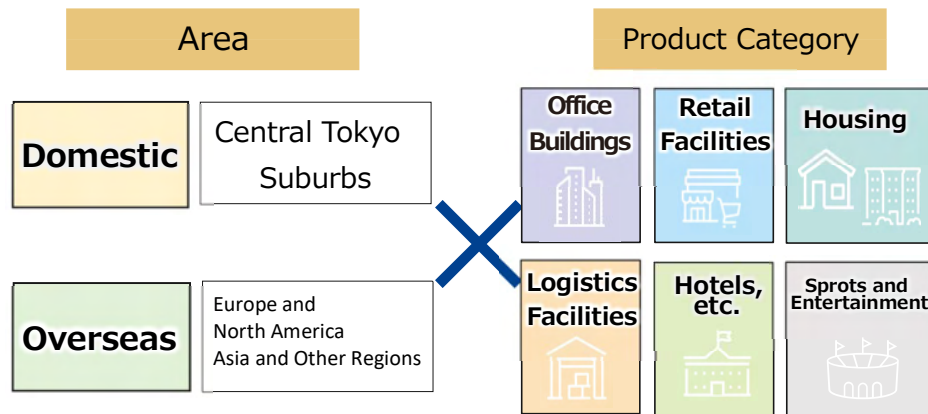 Area
Product Category
Domestic
Central Tokyo
Suburbs
Overseas
Europe and
North America
Asia and Other Regions
Office
Buildings
Retail
Facilities
Housing
Logistics
Facilities
Hotels,
etc.
Sprots and
Entertainment